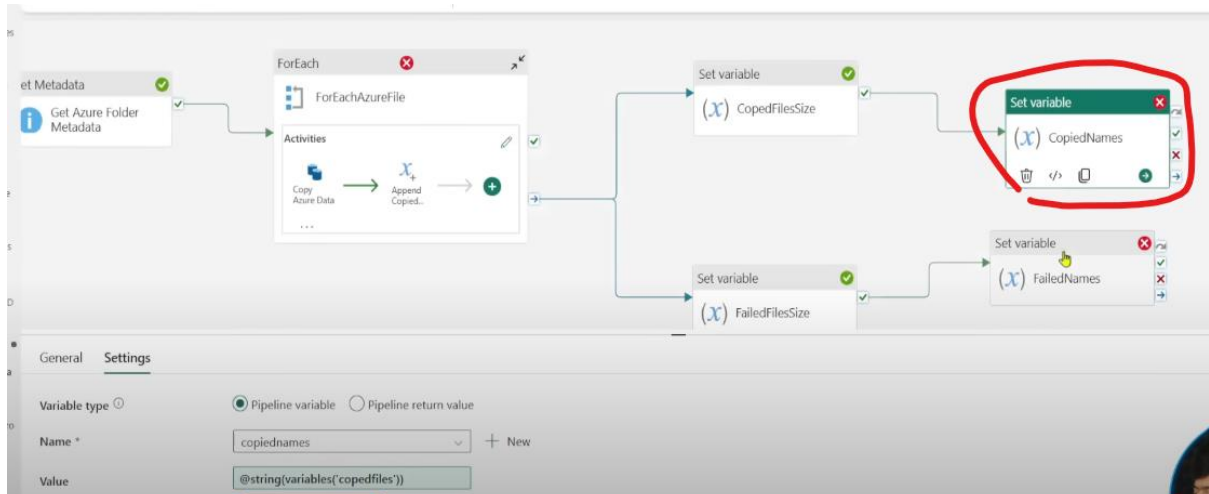 ForEach
et Metadata
Get Azure Folder
Metadata
ForEachAzureFile
Activities
Copy
Azure Data
Append
Copied...
...
Set variable
(x) CopedFilesSize
Set variable
(x) CopiedNames
Set variable
(x) FailedFilesSize
Set variable
(x) FailedNames
General Settings
Variable type
Pipeline variable Pipeline return value
Name *
copiednames
New
Value
@string(variables('copedfiles'))